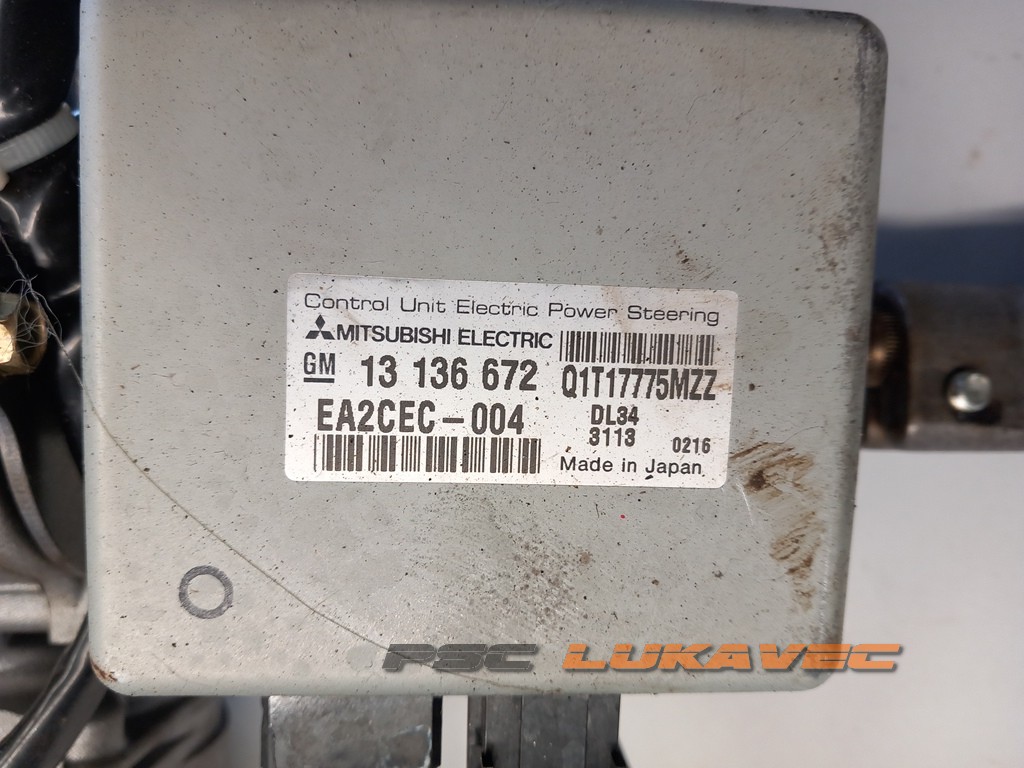 Control Unit Electric Power Steering
MITSUBISHI ELECTRIC
GM 13 136 672 Q1T17775MZZ
EA2CEC-004 DL34
3113 0216
Made in Japan
PSC LUKAVEC